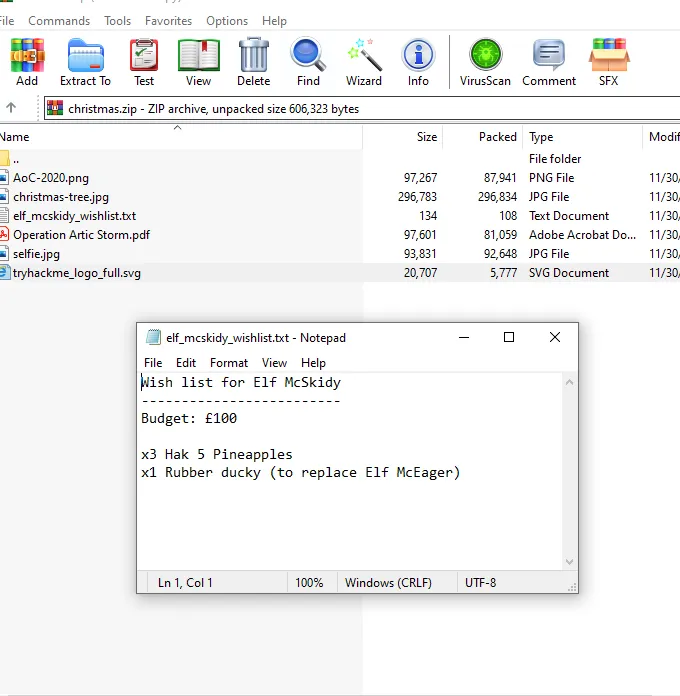 File Commands Tools Favorites Options Help
Add Extract To Test View Delete Find Wizard Info VirusScan Comment SFX
christmas.zip - ZIP archive, unpacked size 606,323 bytes
Name Size Packed Type
.. File folder
AoC-2020.png 97,267 87,941 PNG File 11/30/
christmas-tree.jpg 296,783 296,834 JPG File 11/30/
elf_mcskidy_wishlist.txt 134 108 Text Document 11/30/
Operation Artic Storm.pdf 97,601 81,059 Adobe Acrobat Do... 11/30/
selfie.jpg 93,831 92,648 JPG File 11/30/
tryhackme_logo_full.svg 20,707 5,777 SVG Document 11/30/
elf_mcskidy_wishlist.txt - Notepad
File Edit Format View Help
Wish list for Elf McSkidy
-------------------------
Budget: £100
x3 Hak 5 Pineapples
x1 Rubber ducky (to replace Elf McEager)
Ln 1, Col 1 100% Windows (CRLF) UTF-8